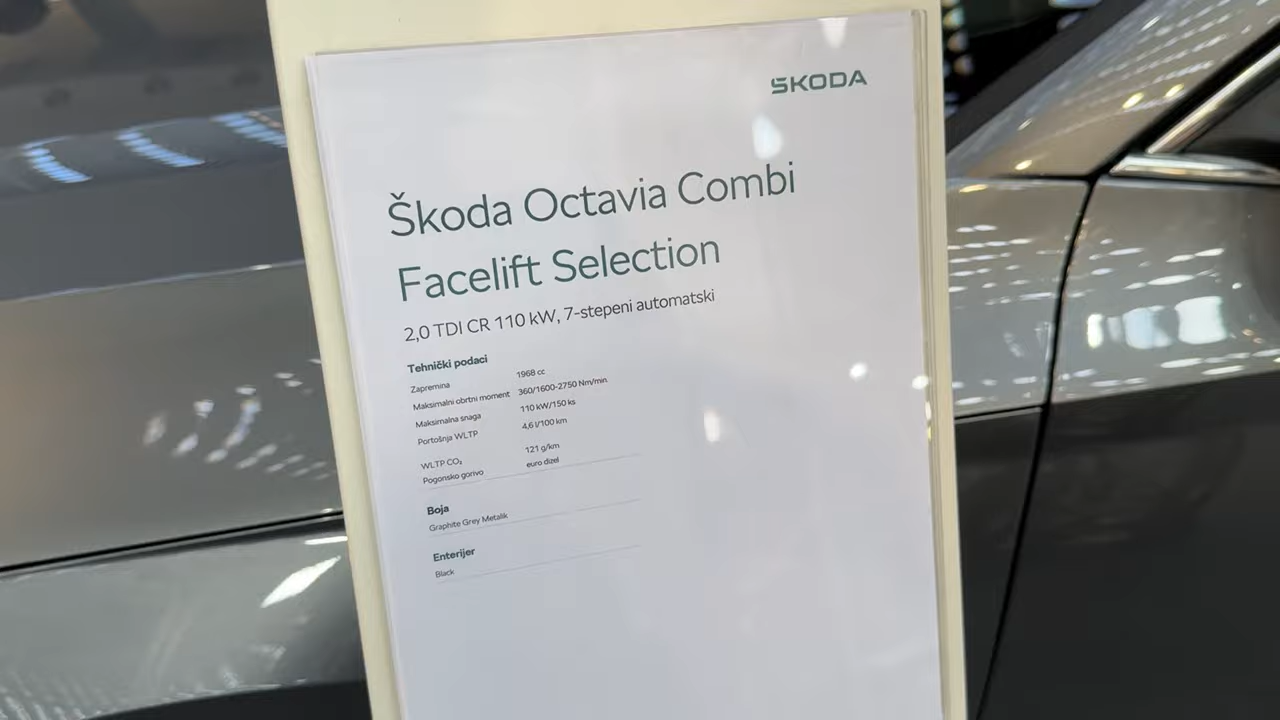 ŠKODA
Škoda Octavia Combi
Facelift Selection
2,0 TDI CR 110 kW, 7-stepeni automatski
Tehnički podaci
Zapremina 1968 cc
Maksimalni obrtni moment 360/1600-2750 Nm/min
Maksimalna snaga 110 kW/150 ks
Portošnja WLTP 4,6 l/100 km
WLTP CO₂ 121 g/km
Pogonsko gorivo euro dizel
Boja
Graphite Grey Metalik
Enterijer
Black